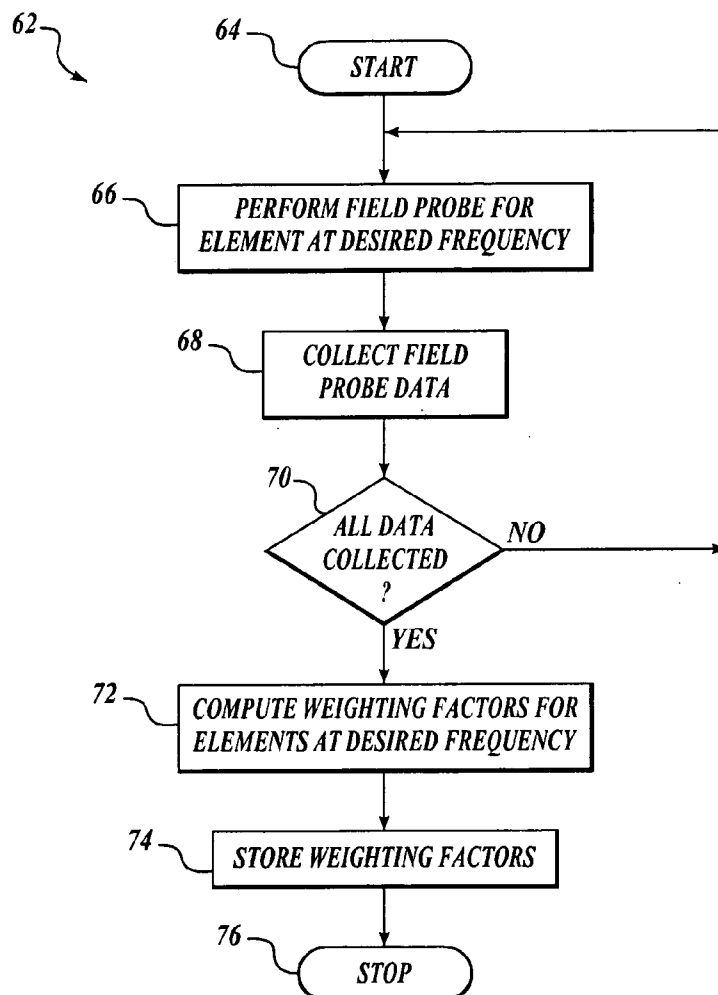 62
64
START
66
PERFORM FIELD PROBE FOR
ELEMENT AT DESIRED FREQUENCY
68
COLLECT FIELD
PROBE DATA
70
ALL DATA
COLLECTED
?
NO
YES
72
COMPUTE WEIGHTING FACTORS FOR
ELEMENTS AT DESIRED FREQUENCY
74
STORE WEIGHTING FACTORS
76
STOP